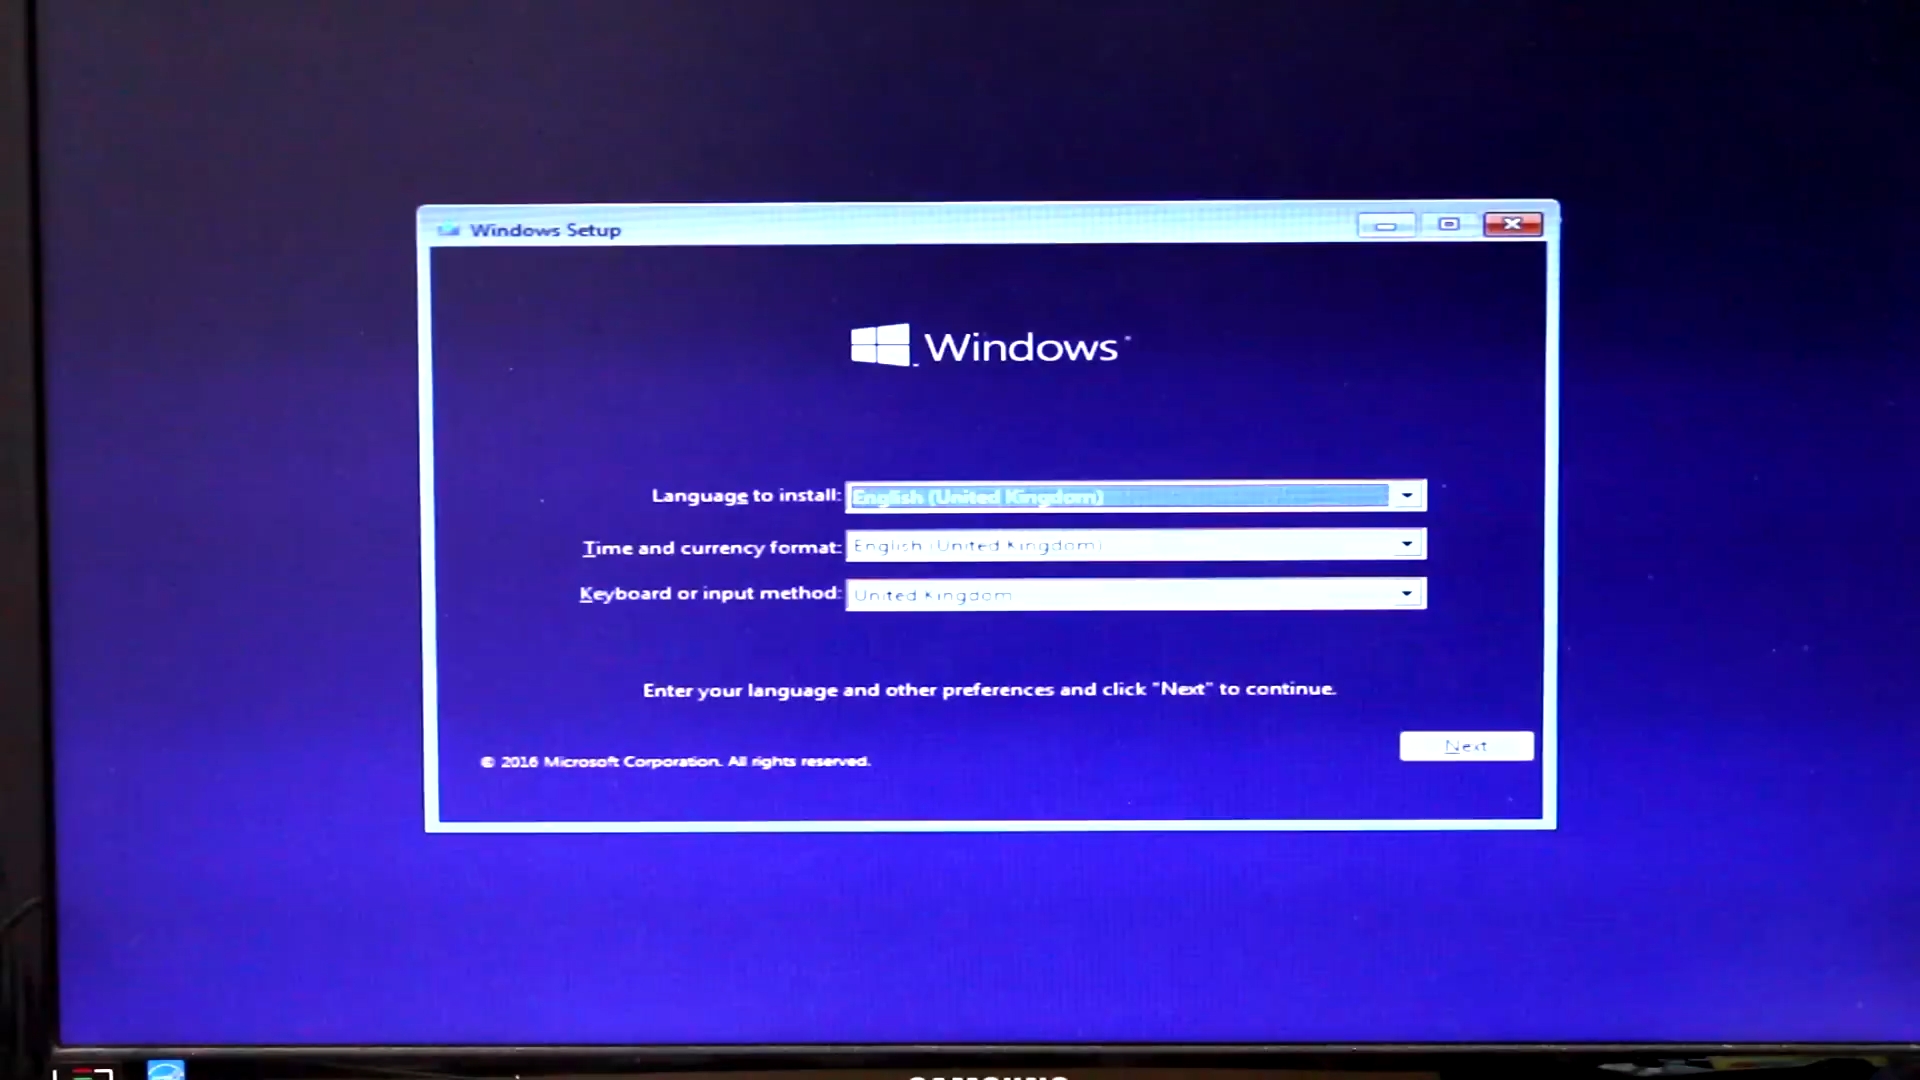 Windows Setup
Windows
Language to install: English (United Kingdom)
Time and currency format: English (United Kingdom)
Keyboard or input method: United Kingdom
Enter your language and other preferences and click "Next" to continue.
Next
© 2016 Microsoft Corporation. All rights reserved.
SAMSUNG